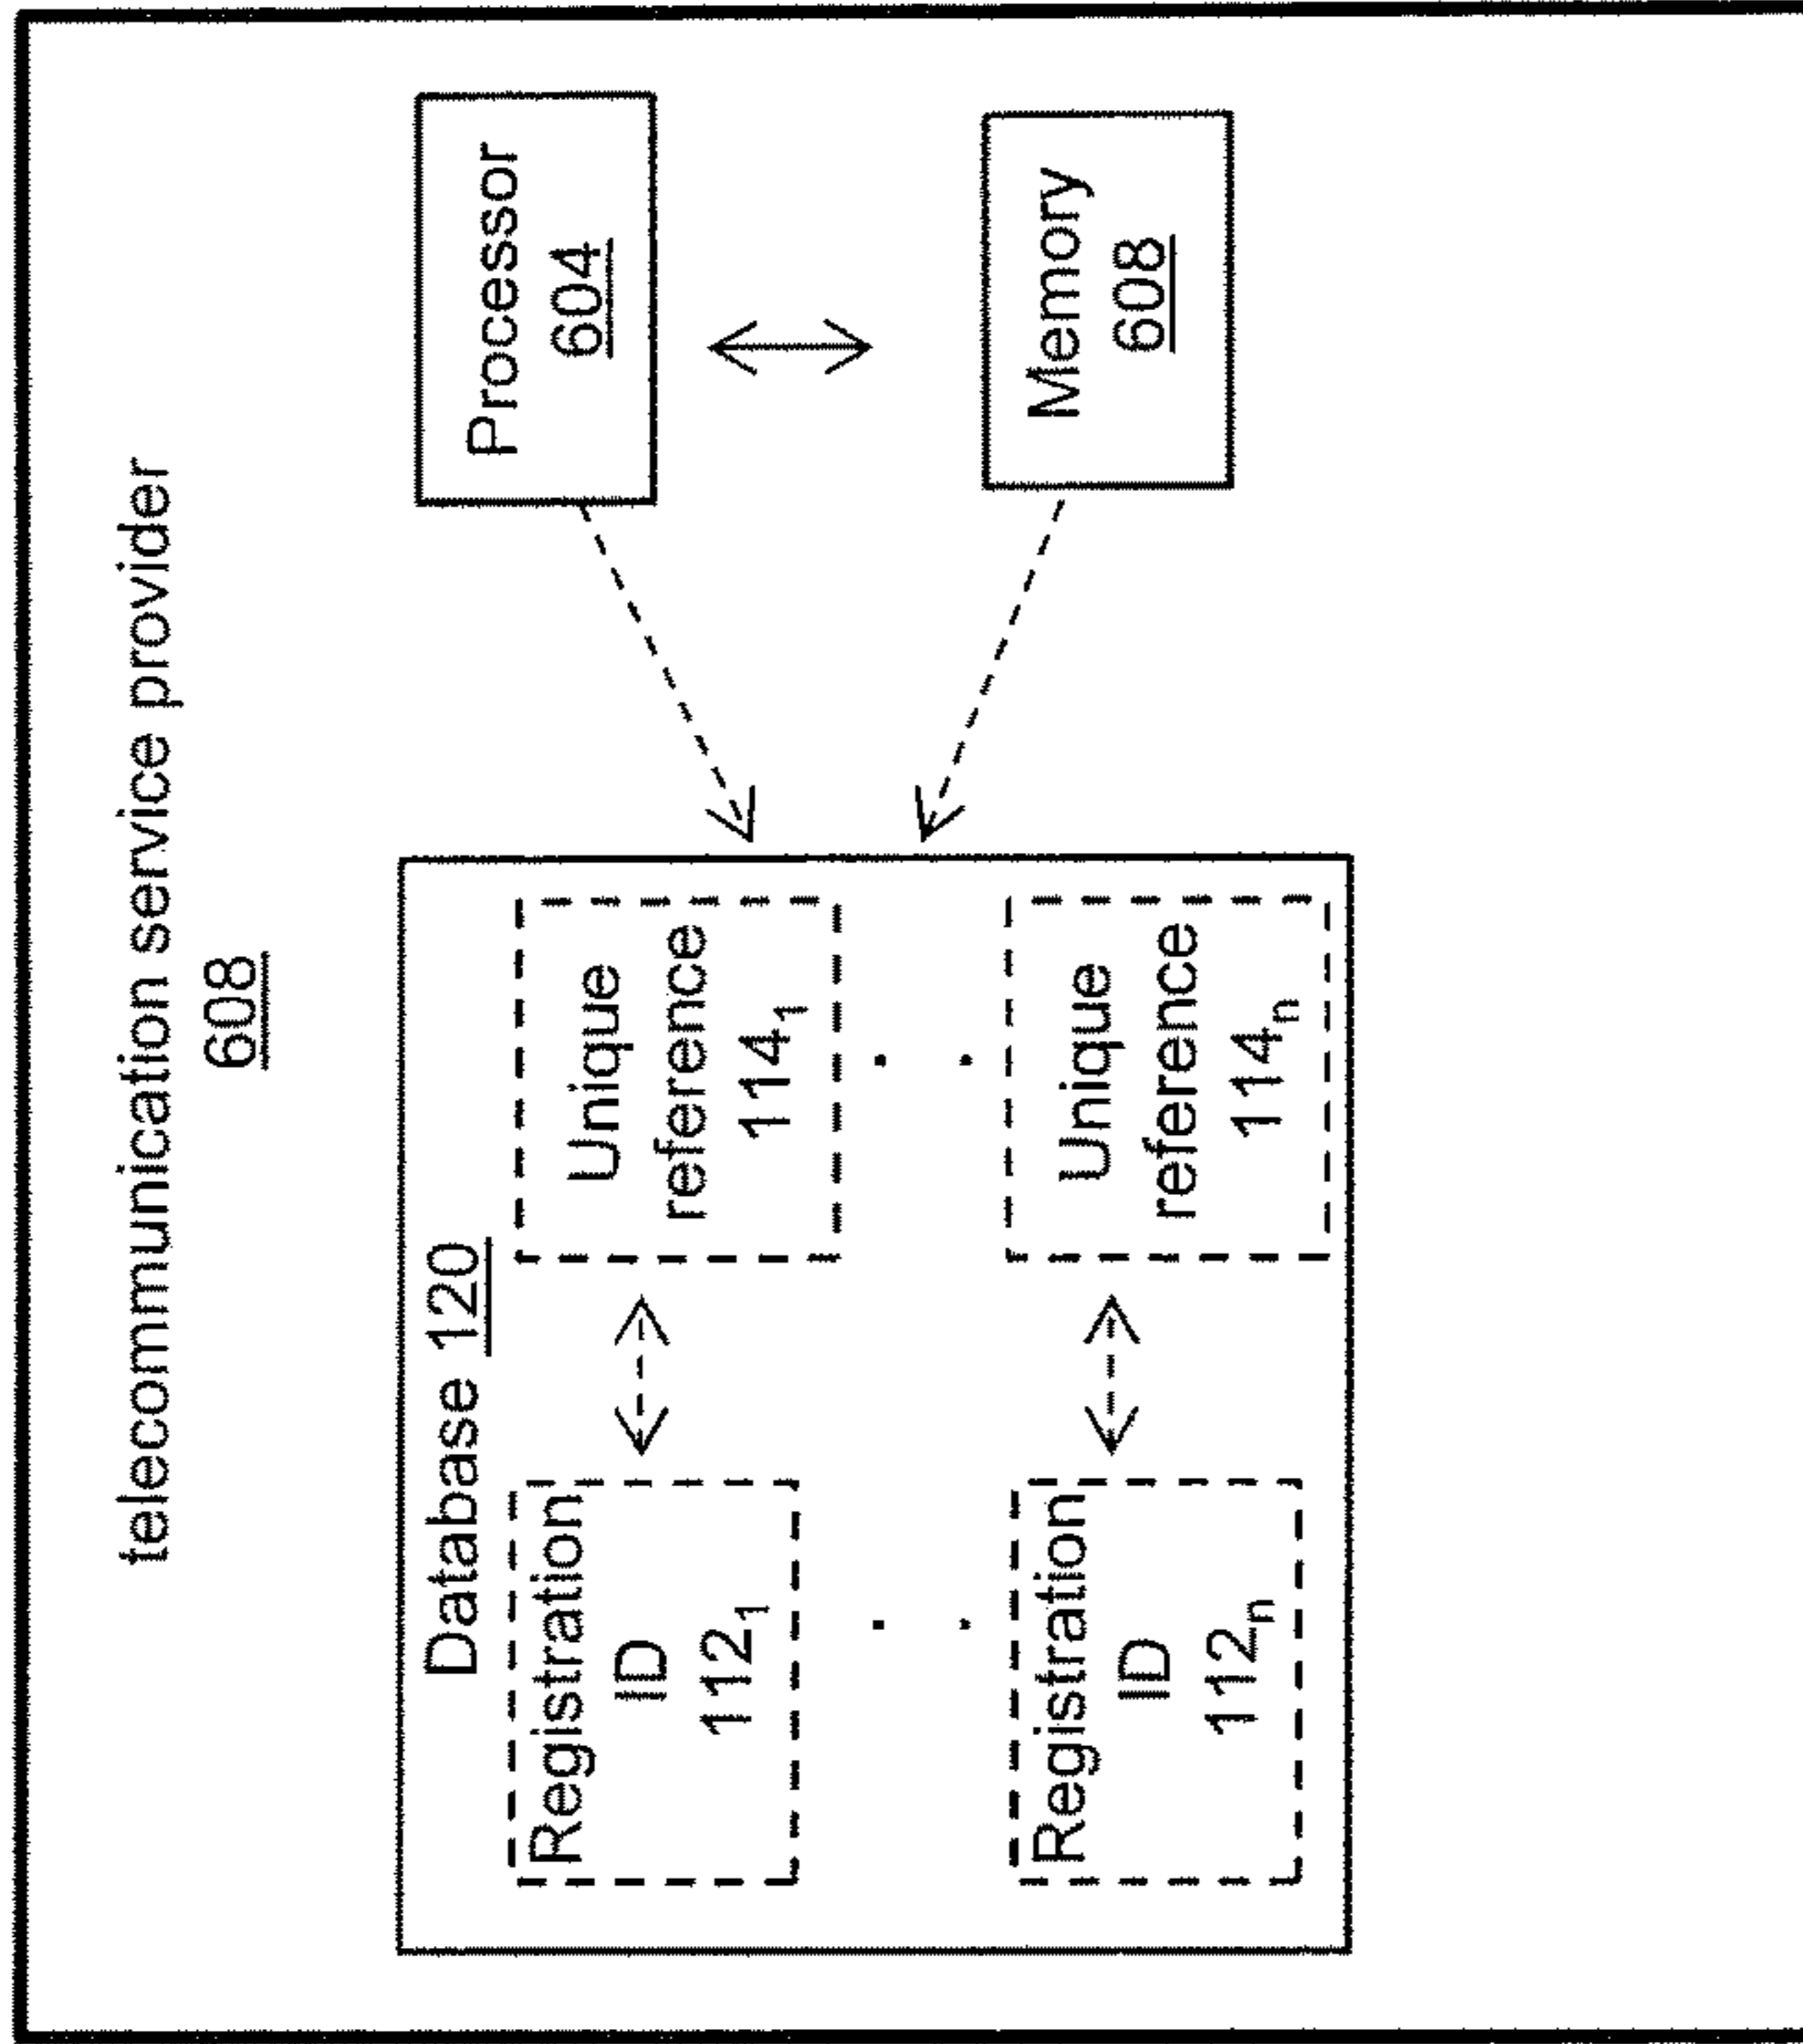 telecommunication service provider
608
Database 120
Registration
ID
112₁
Unique
reference
114₁
. .
. .
Registration
ID
112ₙ
Unique
reference
114ₙ
Processor
604
Memory
608